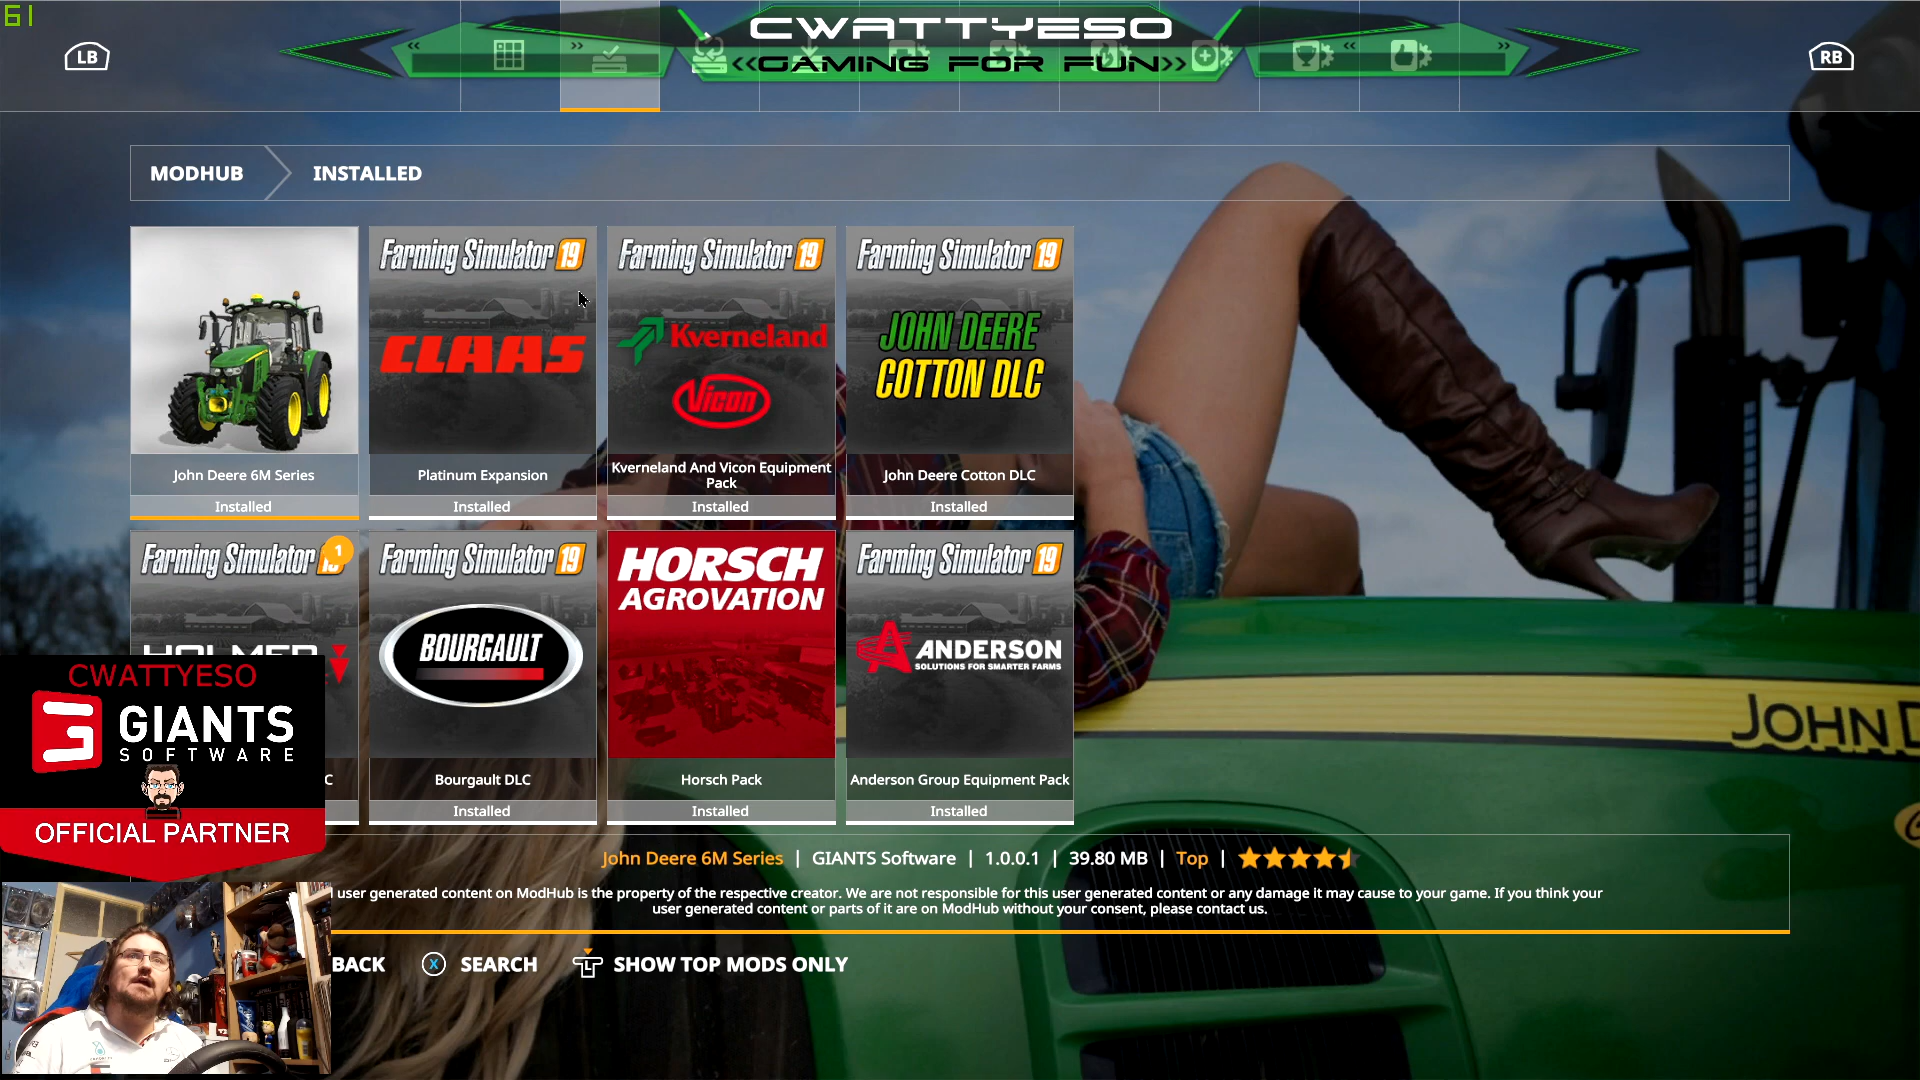 61
CWATTYESO
<<GAMING FOR FUN>>
LB
RB
MODHUB
INSTALLED
Farming Simulator 19
CLAAS
Farming Simulator 19
Kverneland
Vicon
Farming Simulator 19
JOHN DEERE
COTTON DLC
John Deere 6M Series
Platinum Expansion
Kverneland And Vicon Equipment
Pack
John Deere Cotton DLC
Installed
Installed
Installed
Installed
Farming Simulator
1
Farming Simulator 19
BOURGAULT
HORSCH
AGROVATION
Farming Simulator 19
ANDERSON
SOLUTIONS FOR SMARTER FARMS
JOHN D
CWATTYESO
GIANTS
SOFTWARE
OFFICIAL PARTNER
C
Bourgault DLC
Horsch Pack
Anderson Group Equipment Pack
Installed
Installed
Installed
John Deere 6M Series | GIANTS Software | 1.0.0.1 | 39.80 MB | Top |
user generated content on ModHub is the property of the respective creator. We are not responsible for this user generated content or any damage it may cause to your game. If you think your
user generated content or parts of it are on ModHub without your consent, please contact us.
BACK
X
SEARCH
L
SHOW TOP MODS ONLY